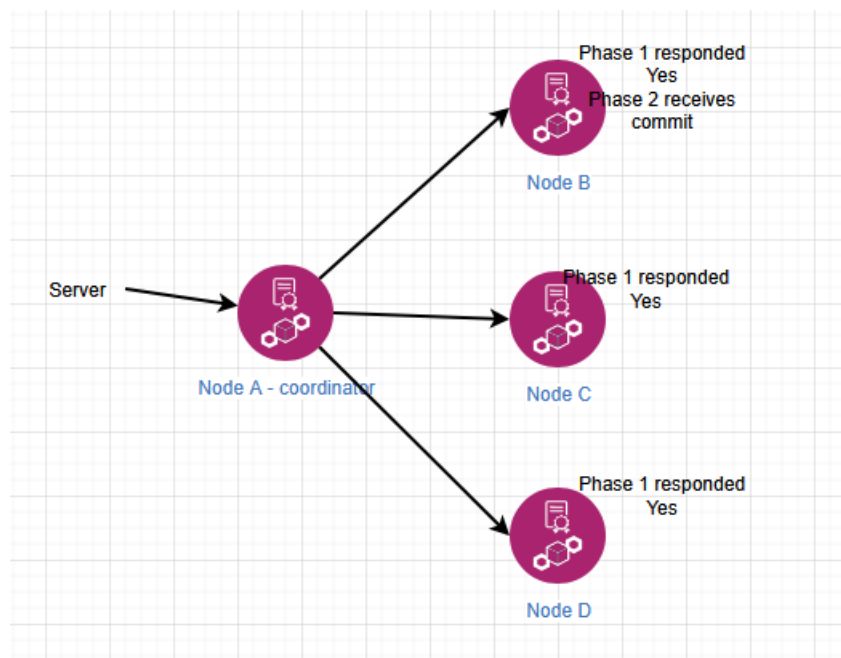 Phase 1 responded
Yes
Phase 2 receives
commit
Node B
Server
Phase 1 responded
Yes
Node A - coordinator
Node C
Phase 1 responded
Yes
Node D